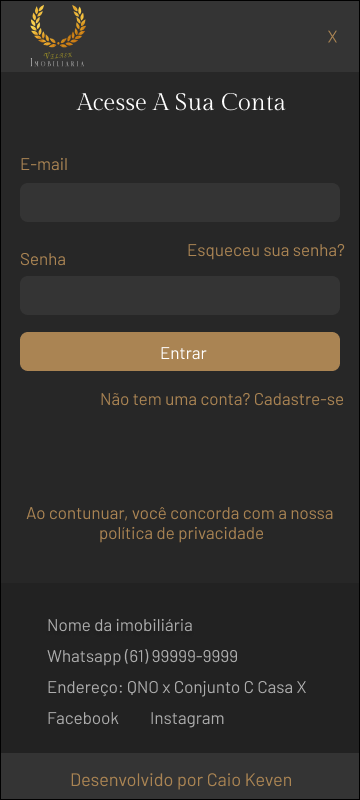 Velair
Imobiliaria
X
Acesse A Sua Conta
E-mail
Esqueceu sua senha?
Senha
Entrar
Não tem uma conta? Cadastre-se
Ao contunuar, você concorda com a nossa
política de privacidade
Nome da imobiliária
Whatsapp (61) 99999-9999
Endereço: QNO x Conjunto C Casa X
Facebook Instagram
Desenvolvido por Caio Keven